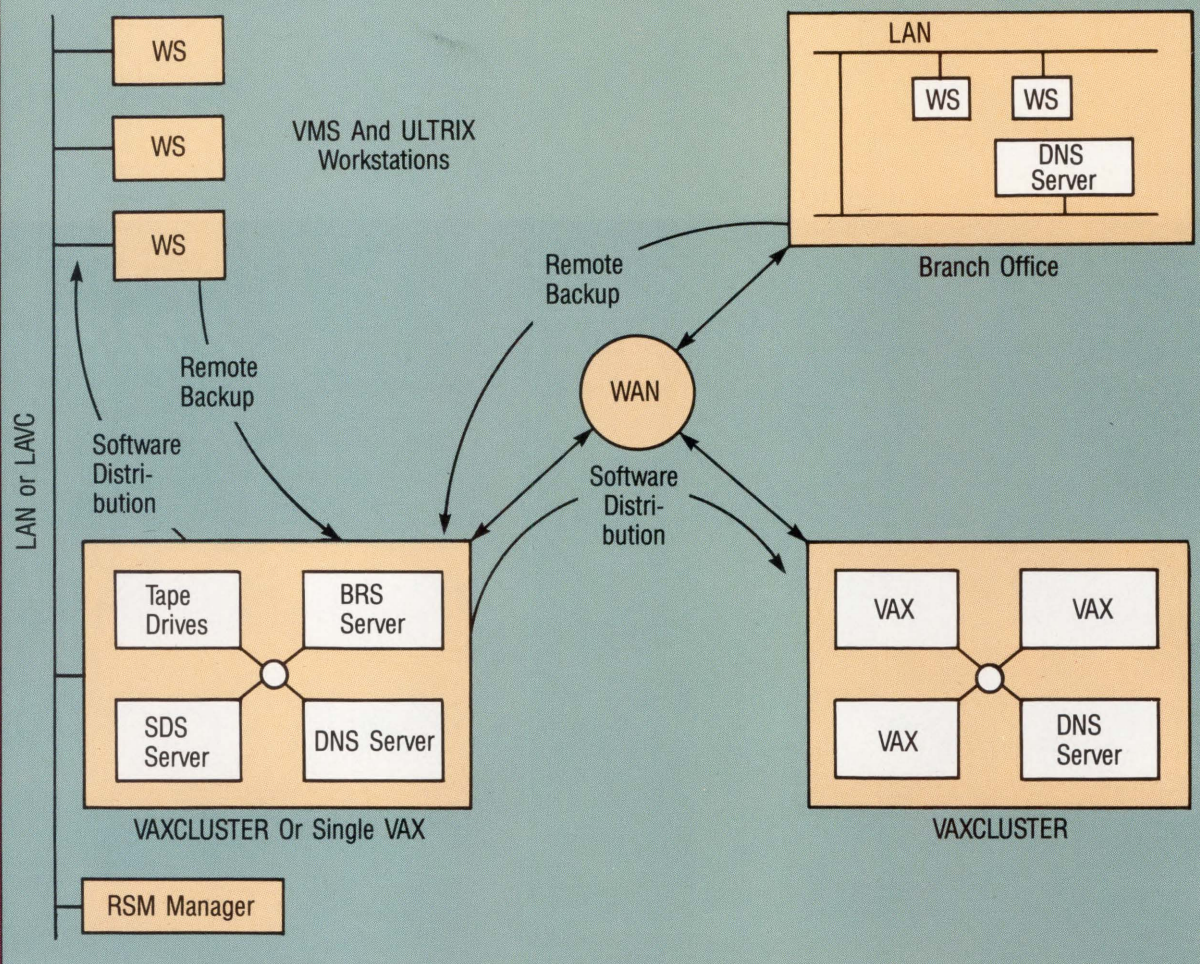 WS
WS
WS
VMS And ULTRIX
Workstations
LAN
WS
WS
DNS
Server
Branch Office
Remote
Backup
WAN
Remote
Backup
LAN or LAVC
Software
Distri-
bution
Software
Distri-
bution
Tape
Drives
BRS
Server
SDS
Server
DNS Server
VAXCLUSTER Or Single VAX
VAX
VAX
VAX
DNS
Server
VAXCLUSTER
RSM Manager